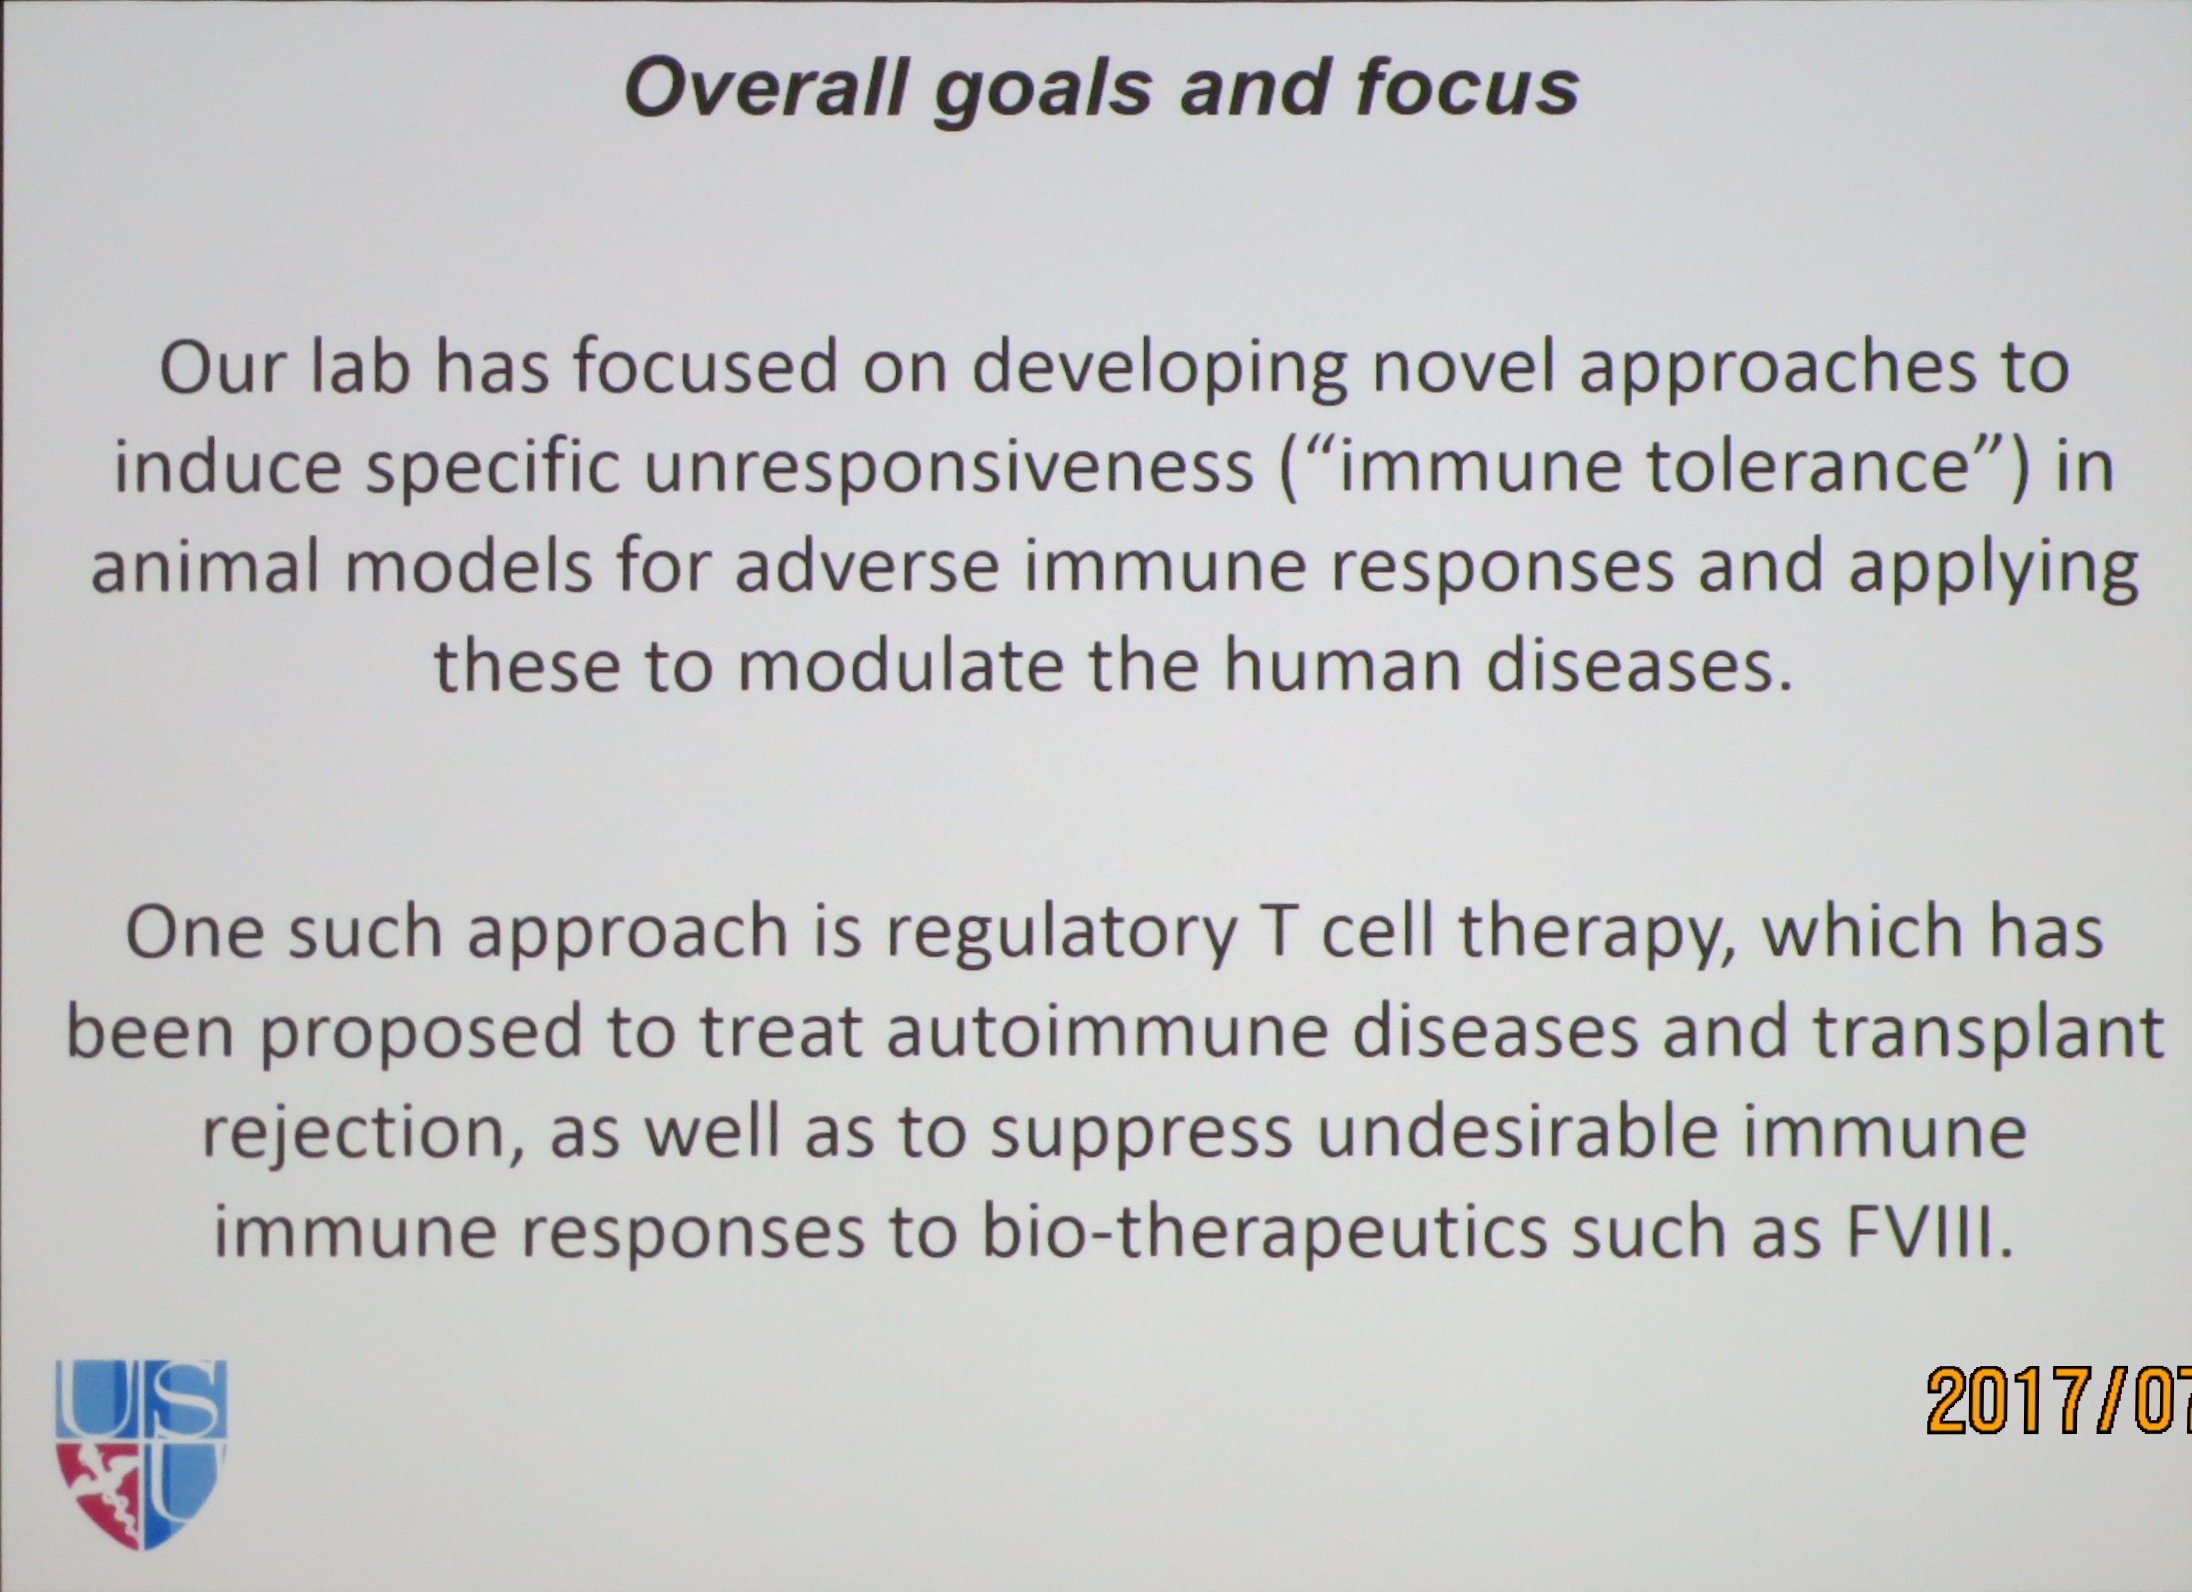 Overall goals and focus
Our lab has focused on developing novel approaches to
induce specific unresponsiveness (“immune tolerance”) in
animal models for adverse immune responses and applying
these to modulate the human diseases.
One such approach is regulatory T cell therapy, which has
been proposed to treat autoimmune diseases and transplant
rejection, as well as to suppress undesirable immune
immune responses to bio-therapeutics such as FVIII.
US
U
2017/07